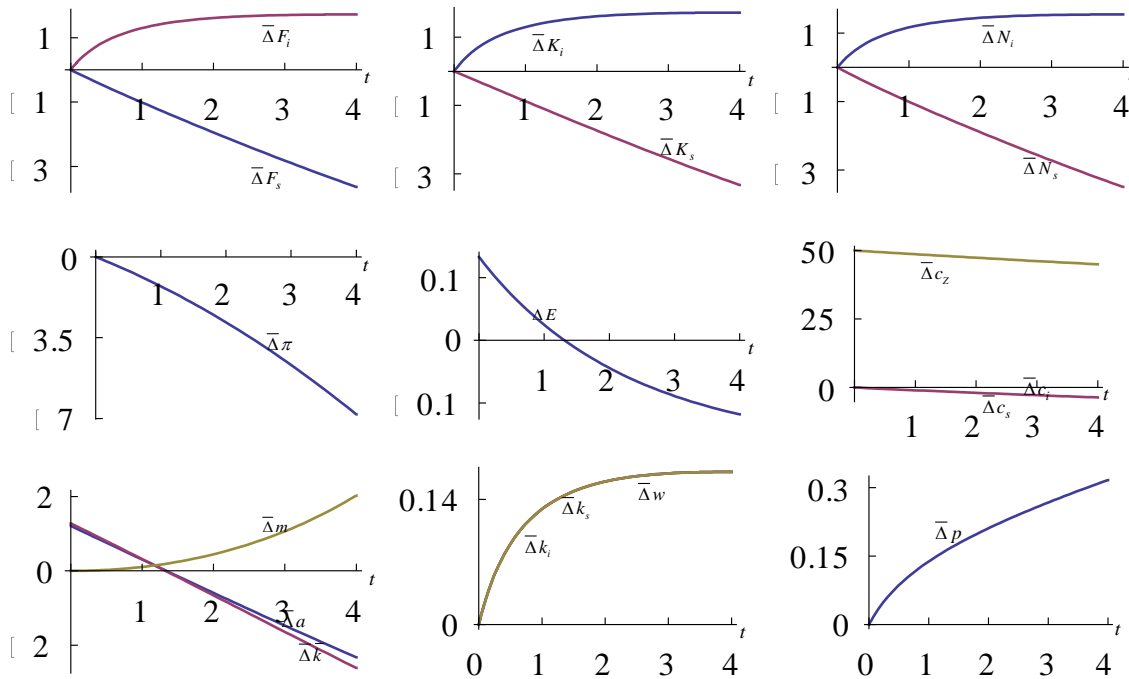 1
Δ̅F_i
t
[ 1
1 2 3 4
[ 3
Δ̅F_s
1
Δ̅K_i
t
[ 1
1 2 3 4
[ 3
Δ̅K_s
1
Δ̅N_i
t
[ 1
1 2 3 4
[ 3
Δ̅N_s
0
t
1 2 3 4
[ 3.5
Δ̅π
[ 7
0.1
ΔE
0
t
1 2 3 4
[ 0.1
50
Δ̅c_Z
25
t
0
Δ̅c_i
Δ̅c_s
1 2 3 4
2
Δ̅m
0
t
1 2 3 4
Δ̅a
[ 2
Δ̅k̅
0.14
Δ̅w
Δ̅k_s
Δ̅k_i
0
t
0 1 2 3 4
0.3
Δ̅p
0.15
0
t
0 1 2 3 4